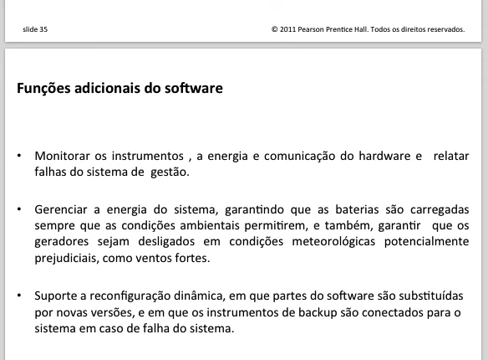 slide 35
© 2011 Pearson Prentice Hall. Todos os direitos reservados.
Funções adicionais do software
• Monitorar os instrumentos , a energia e comunicação do hardware e relatar
falhas do sistema de gestão.
• Gerenciar a energia do sistema, garantindo que as baterias são carregadas
sempre que as condições ambientais permitirem, e também, garantir que os
geradores sejam desligados em condições meteorológicas potencialmente
prejudiciais, como ventos fortes.
• Suporte a reconfiguração dinâmica, em que partes do software são substituídas
por novas versões, e em que os instrumentos de backup são conectados para o
sistema em caso de falha do sistema.